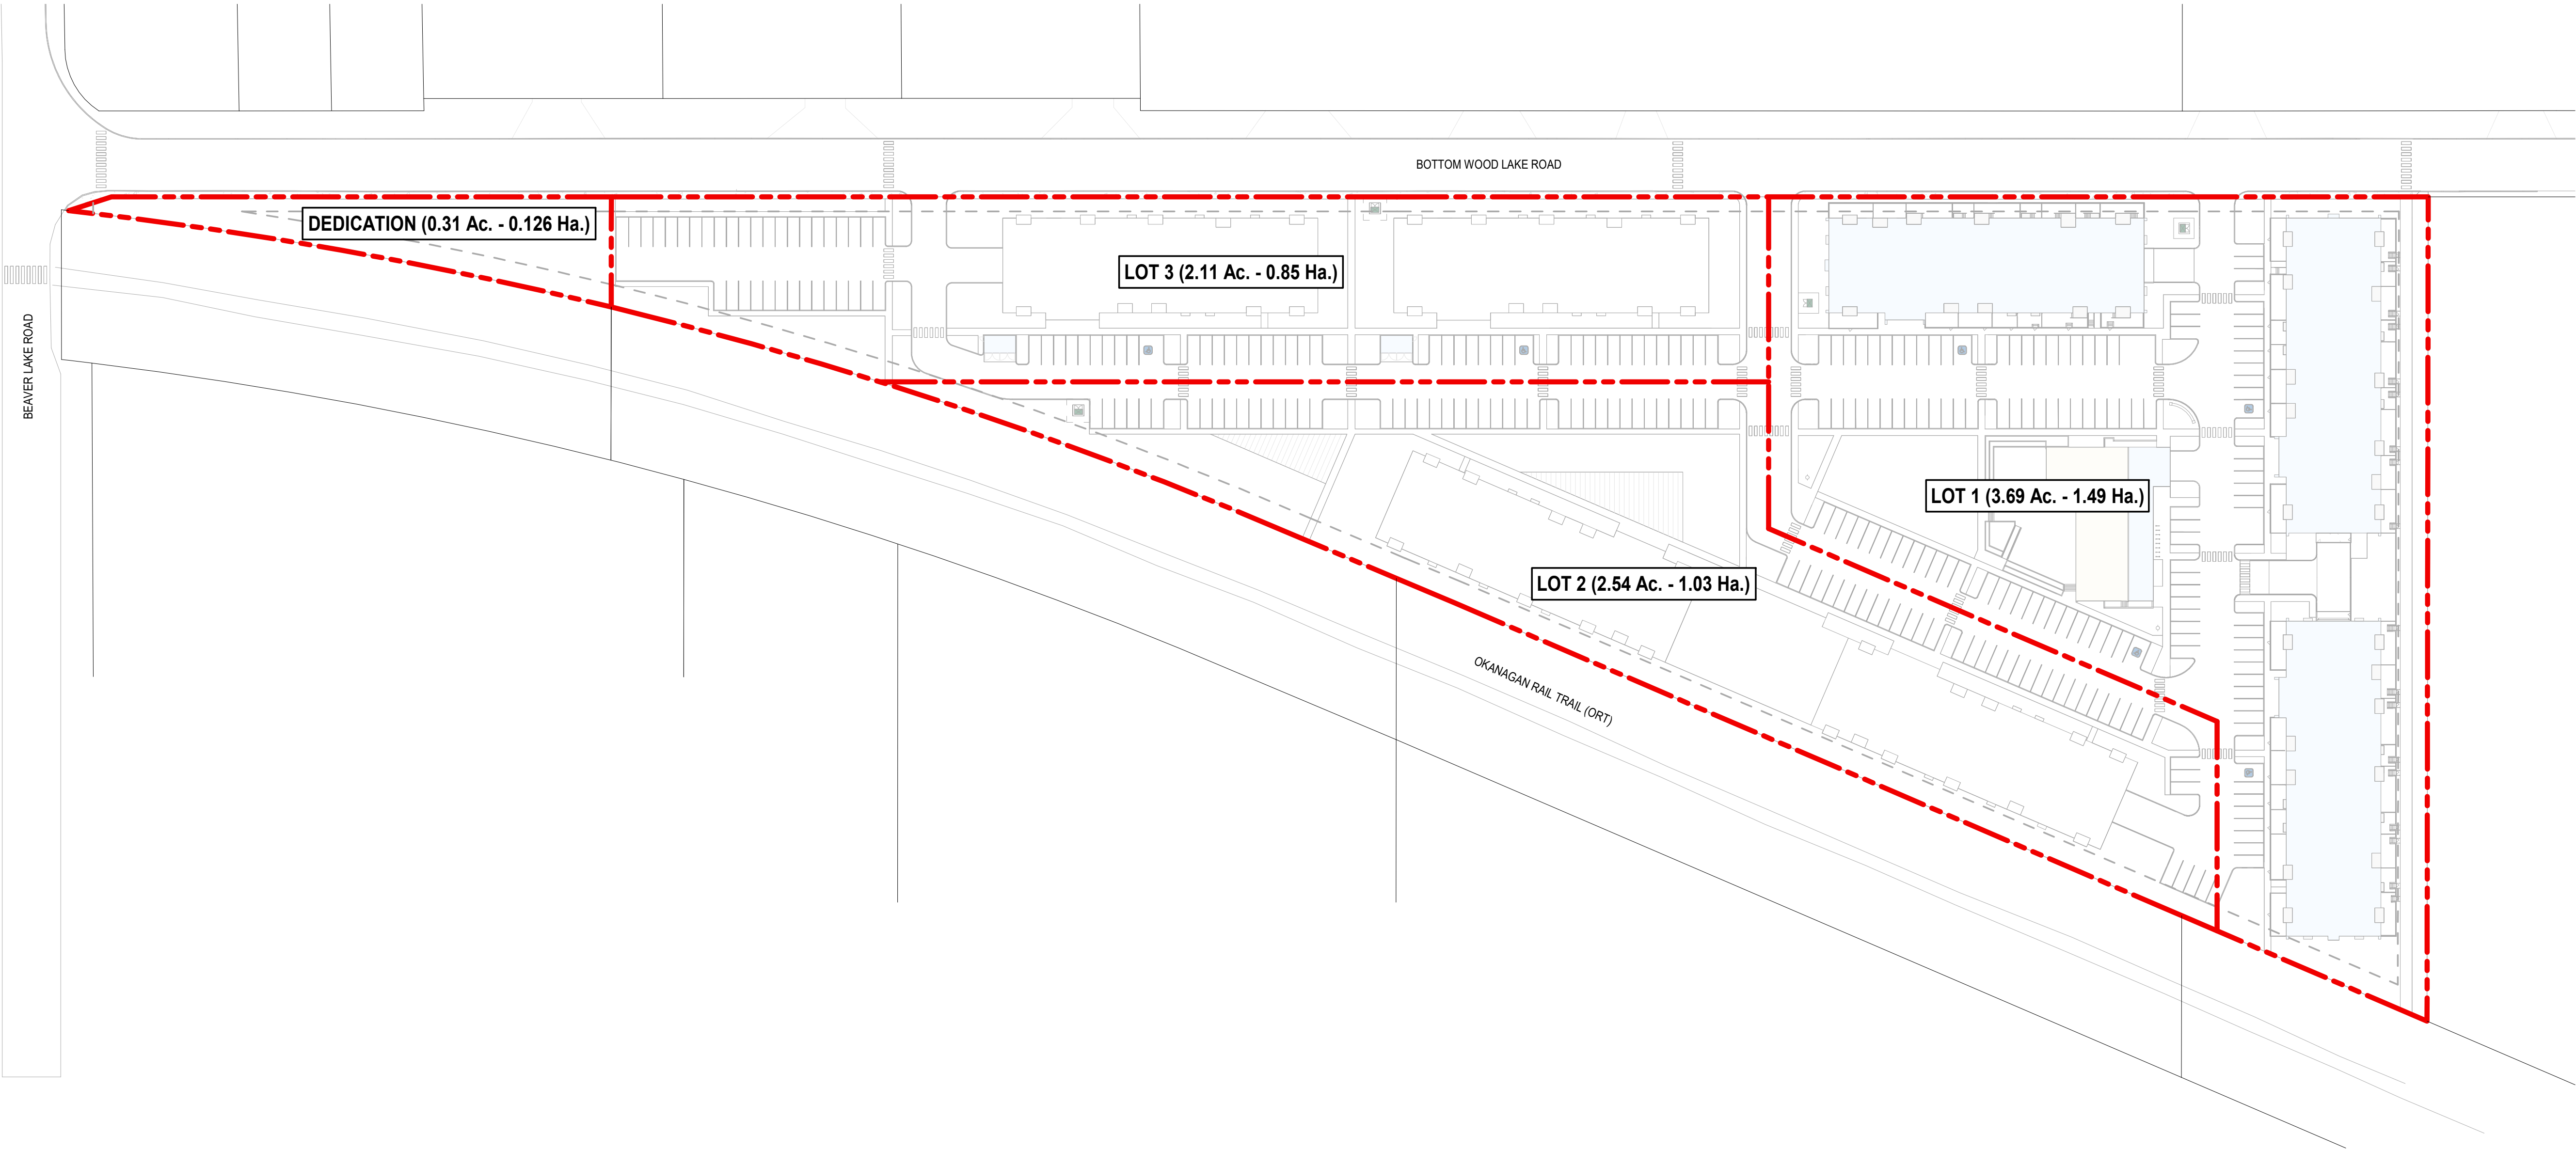 BOTTOM WOOD LAKE ROAD
DEDICATION (0.31 Ac. - 0.126 Ha.)
LOT 3 (2.11 Ac. - 0.85 Ha.)
BEAVER LAKE ROAD
LOT 1 (3.69 Ac. - 1.49 Ha.)
LOT 2 (2.54 Ac. - 1.03 Ha.)
OKANAGAN RAIL TRAIL (ORT)